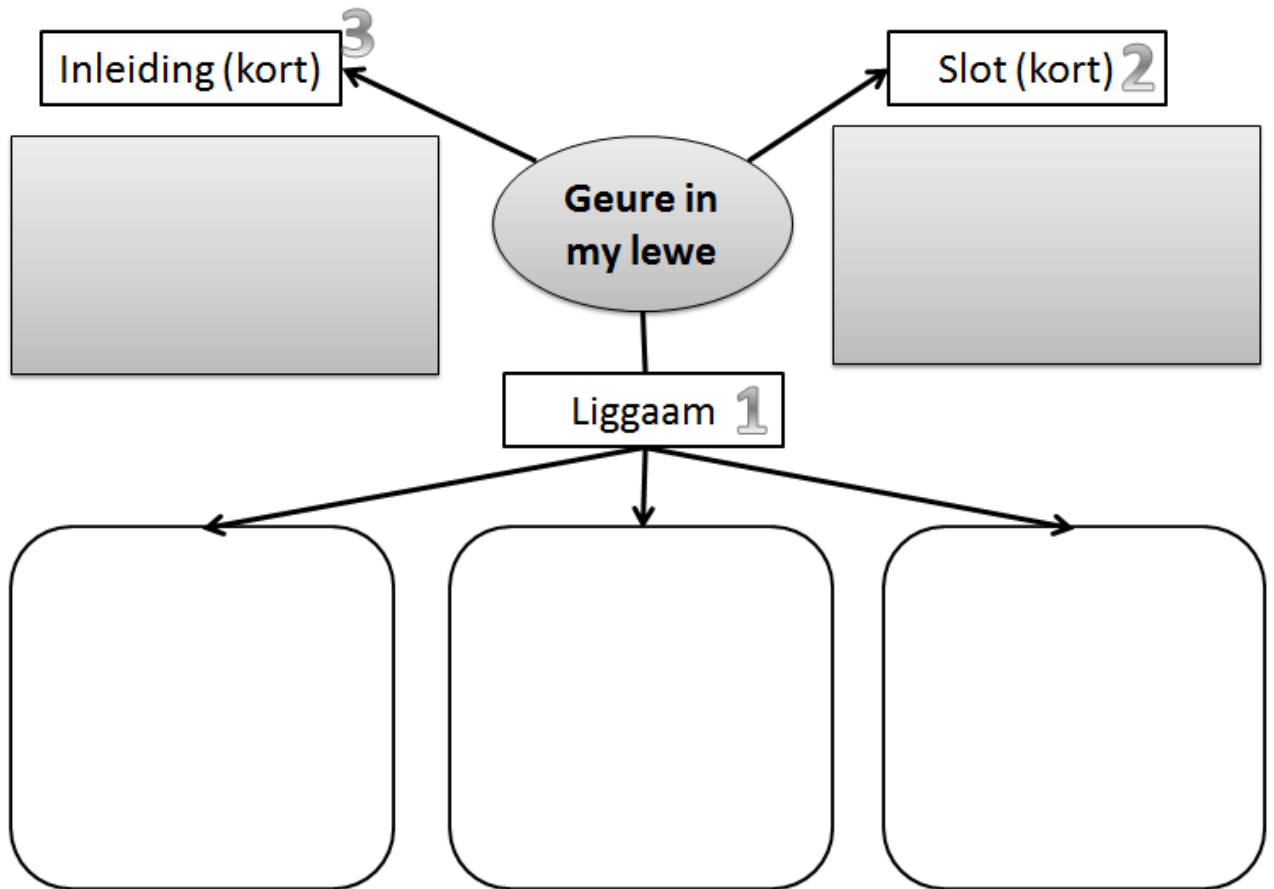 Inleiding (kort) 3
Slot (kort) 2
Geure in
my lewe
Liggaam 1